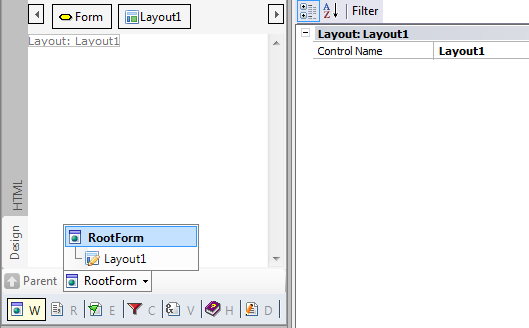 Form Layout1
Layout: Layout1
HTML
Design
RootForm
Layout1
Parent RootForm
W R E C V H D
A Z Filter
Layout: Layout1
Control Name Layout1